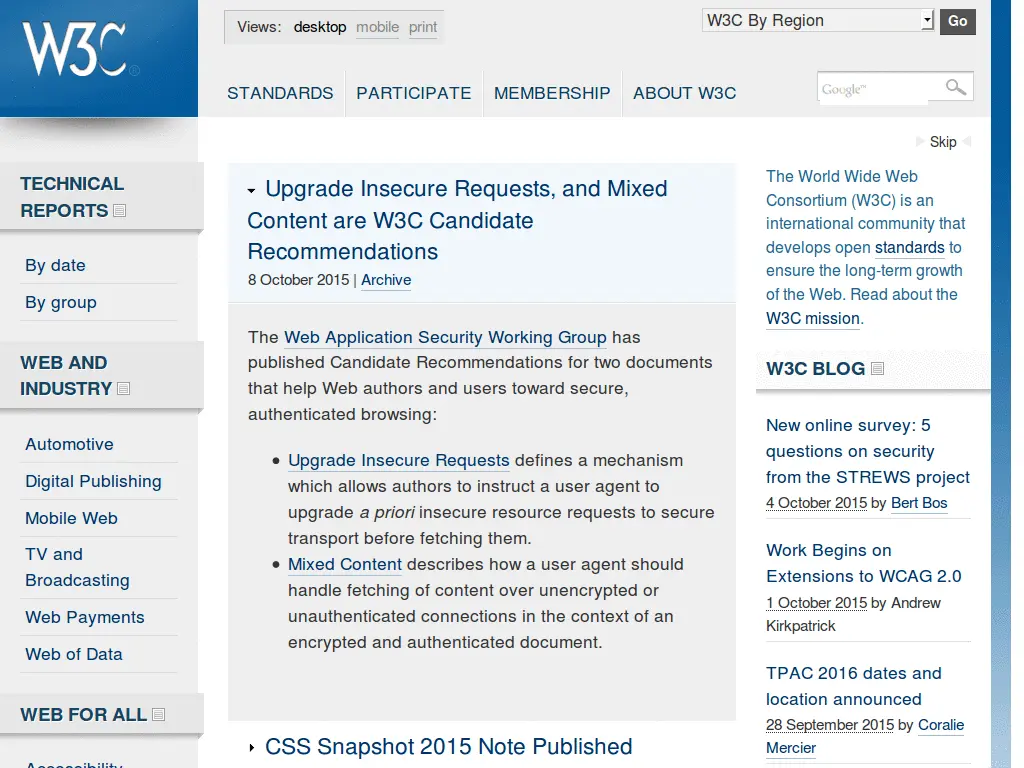 W3C®
Views: desktop mobile print
W3C By Region
Go
STANDARDS
PARTICIPATE
MEMBERSHIP
ABOUT W3C
Google™
Skip
TECHNICAL
REPORTS
By date
By group
WEB AND
INDUSTRY
Automotive
Digital Publishing
Mobile Web
TV and
Broadcasting
Web Payments
Web of Data
WEB FOR ALL
Accessibility
Upgrade Insecure Requests, and Mixed
Content are W3C Candidate
Recommendations
8 October 2015 | Archive
The Web Application Security Working Group has
published Candidate Recommendations for two documents
that help Web authors and users toward secure,
authenticated browsing:
• Upgrade Insecure Requests defines a mechanism
which allows authors to instruct a user agent to
upgrade a priori insecure resource requests to secure
transport before fetching them.
• Mixed Content describes how a user agent should
handle fetching of content over unencrypted or
unauthenticated connections in the context of an
encrypted and authenticated document.
CSS Snapshot 2015 Note Published
The World Wide Web
Consortium (W3C) is an
international community that
develops open standards to
ensure the long-term growth
of the Web. Read about the
W3C mission.
W3C BLOG
New online survey: 5
questions on security
from the STREWS project
4 October 2015 by Bert Bos
Work Begins on
Extensions to WCAG 2.0
1 October 2015 by Andrew
Kirkpatrick
TPAC 2016 dates and
location announced
28 September 2015 by Coralie
Mercier